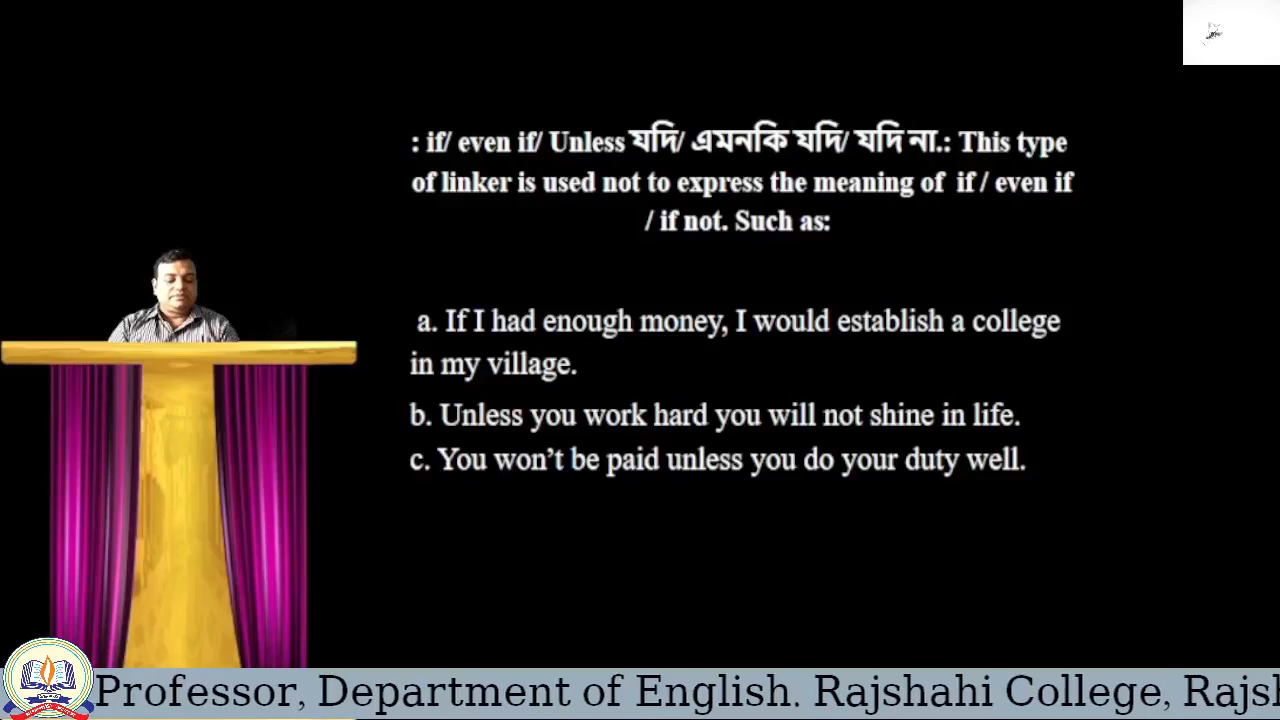 : if/ even if/ Unless যদি/ এমনকি যদি/ যদি না.: This type
of linker is used not to express the meaning of if / even if
/ if not. Such as:
a. If I had enough money, I would establish a college
in my village.
b. Unless you work hard you will not shine in life.
c. You won’t be paid unless you do your duty well.
Professor, Department of English. Rajshahi College, Rajsh